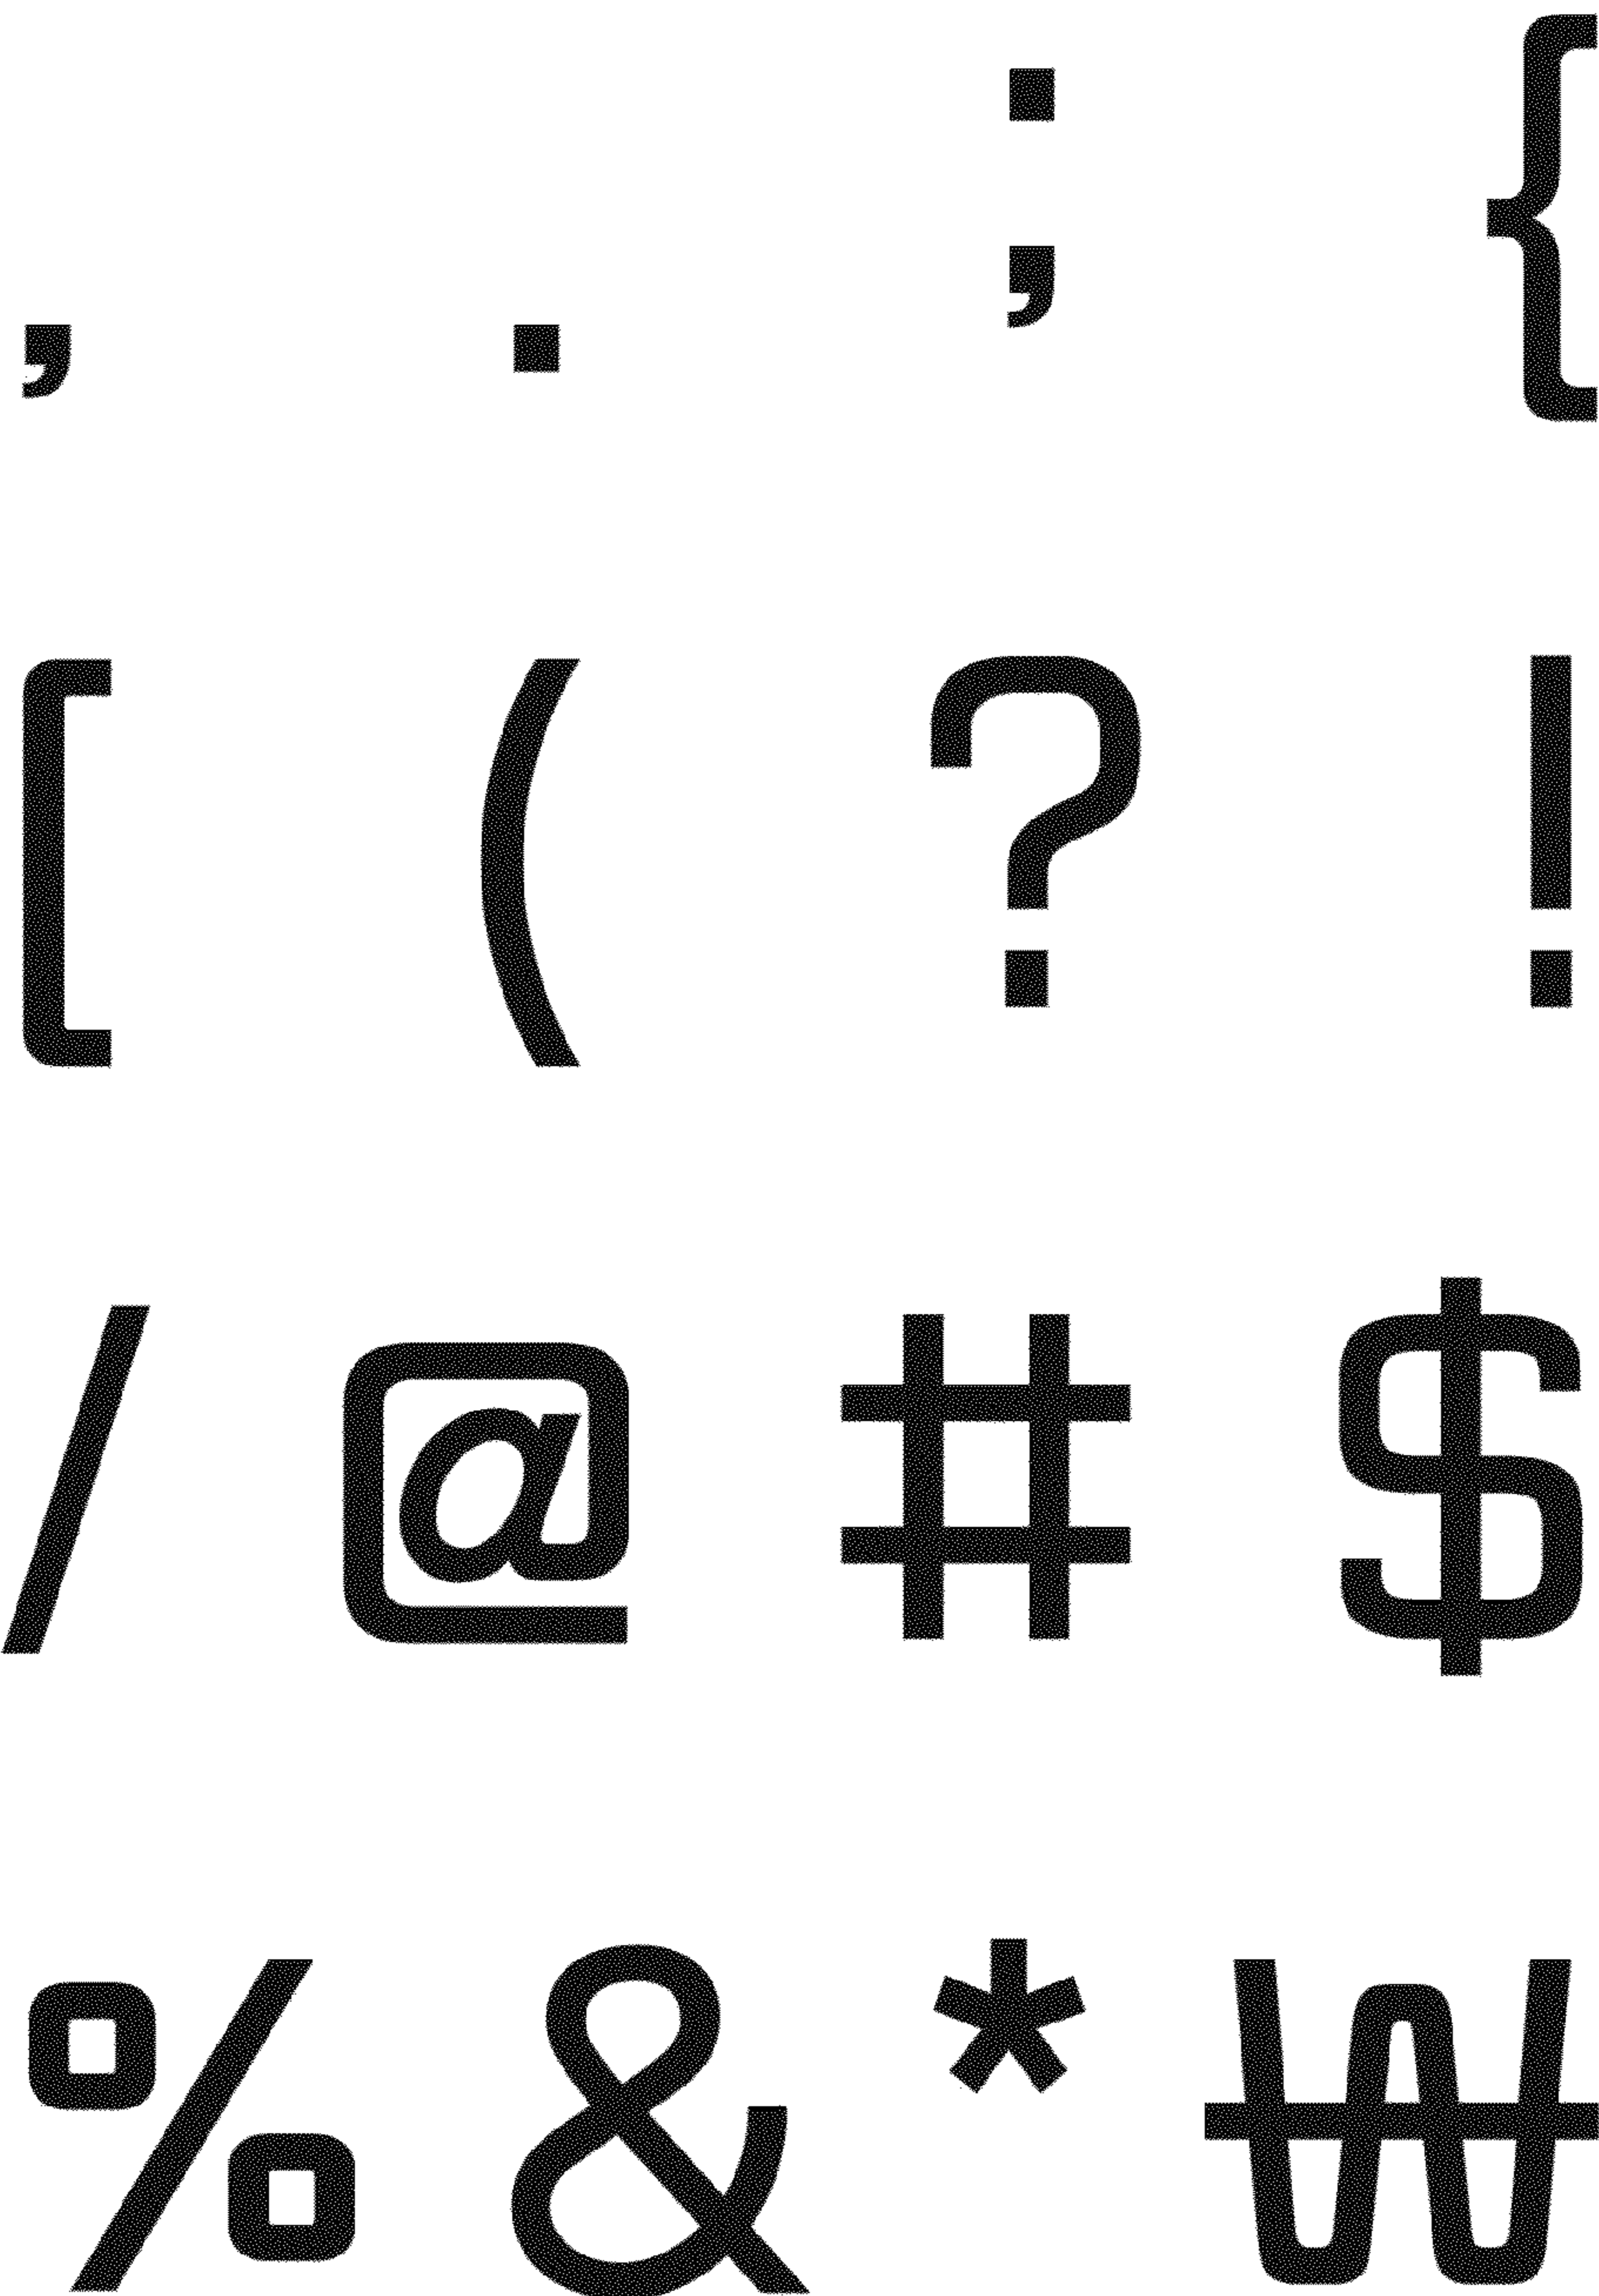 , . ; {
[ ( ? !
/ @ # $
% & * ₩